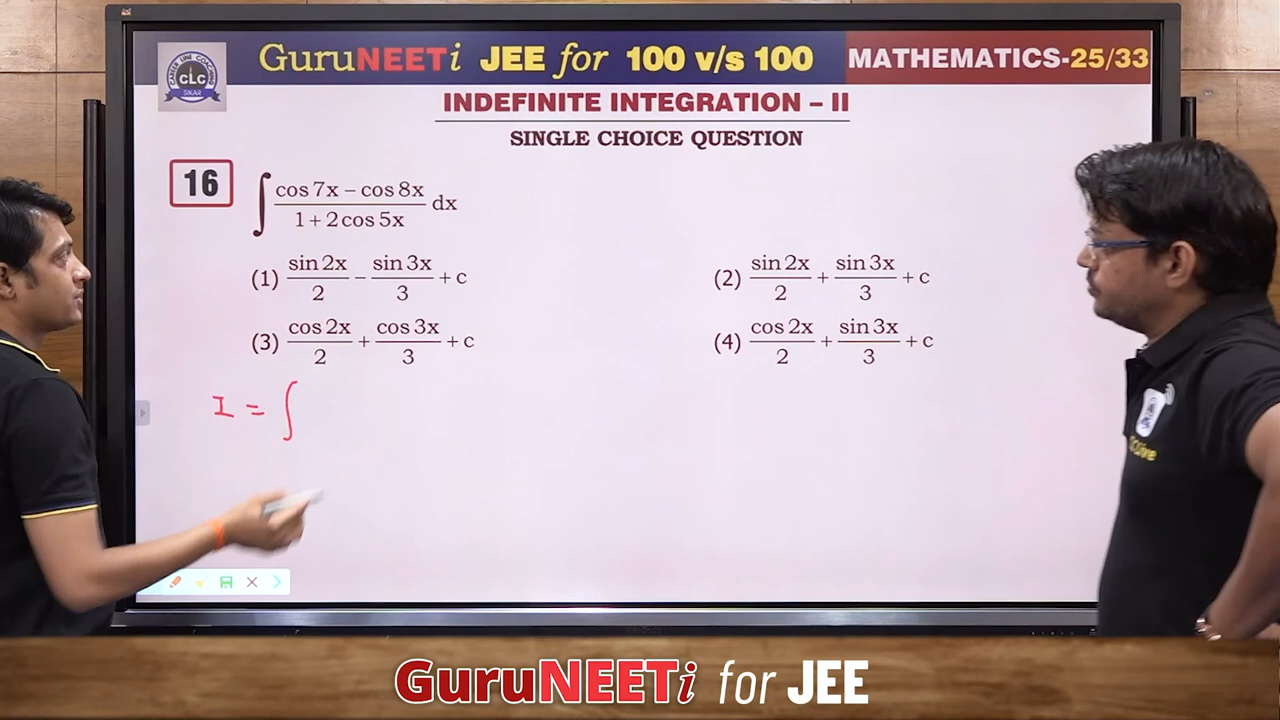 GuruNEETi JEE for 100 v/s 100 MATHEMATICS-25/33
CLC
SIKAR
INDEFINITE INTEGRATION – II
SINGLE CHOICE QUESTION
16 ∫ (cos 7x – cos 8x)/(1 + 2 cos 5x) dx
(1) sin 2x/2 – sin 3x/3 + c (2) sin 2x/2 + sin 3x/3 + c
(3) cos 2x/2 + cos 3x/3 + c (4) cos 2x/2 + sin 3x/3 + c
I = ∫
GuruNEETi for JEE